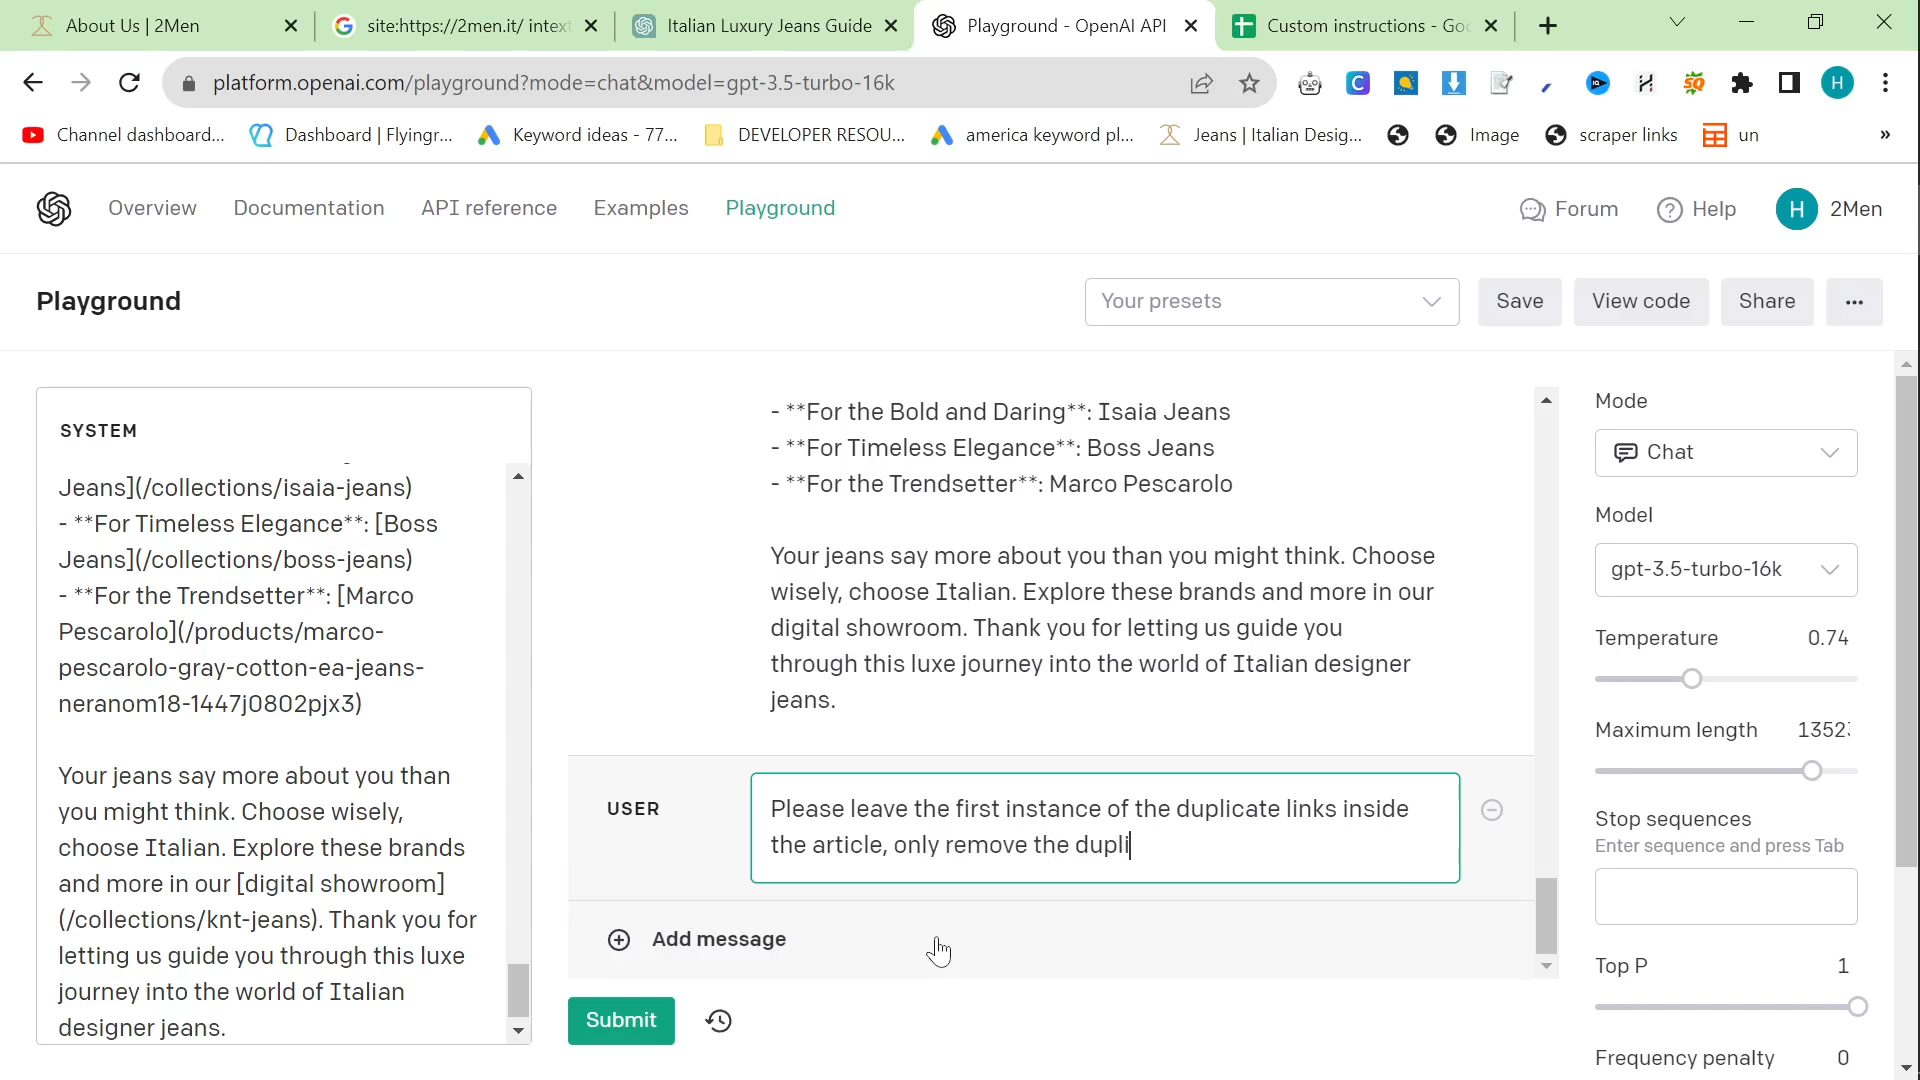 About Us | 2Men
site:https://2men.it/ intext
Italian Luxury Jeans Guide
Playground - OpenAI API
Custom instructions - Goo
platform.openai.com/playground?mode=chat&model=gpt-3.5-turbo-16k
H
Channel dashboard...
Dashboard | Flyingr...
Keyword ideas - 77...
DEVELOPER RESOU...
america keyword pl...
Jeans | Italian Desig...
Image
scraper links
un
»
Overview
Documentation
API reference
Examples
Playground
Forum
Help
H
2Men
Playground
Your presets
Save
View code
Share
...
SYSTEM
Jeans](/collections/isaia-jeans)
- **For Timeless Elegance**: [Boss
Jeans](/collections/boss-jeans)
- **For the Trendsetter**: [Marco
Pescarolo](/products/marco-
pescarolo-gray-cotton-ea-jeans-
neranom18-1447j0802pjx3)
Your jeans say more about you than
you might think. Choose wisely,
choose Italian. Explore these brands
and more in our [digital showroom]
(/collections/knt-jeans). Thank you for
letting us guide you through this luxe
journey into the world of Italian
designer jeans.
- **For the Bold and Daring**: Isaia Jeans
- **For Timeless Elegance**: Boss Jeans
- **For the Trendsetter**: Marco Pescarolo
Your jeans say more about you than you might think. Choose
wisely, choose Italian. Explore these brands and more in our
digital showroom. Thank you for letting us guide you
through this luxe journey into the world of Italian designer
jeans.
USER
Please leave the first instance of the duplicate links inside
the article, only remove the dupli
Add message
Submit
Mode
Chat
Model
gpt-3.5-turbo-16k
Temperature
0.74
Maximum length
1352
Stop sequences
Enter sequence and press Tab
Top P
1
Frequency penalty
0